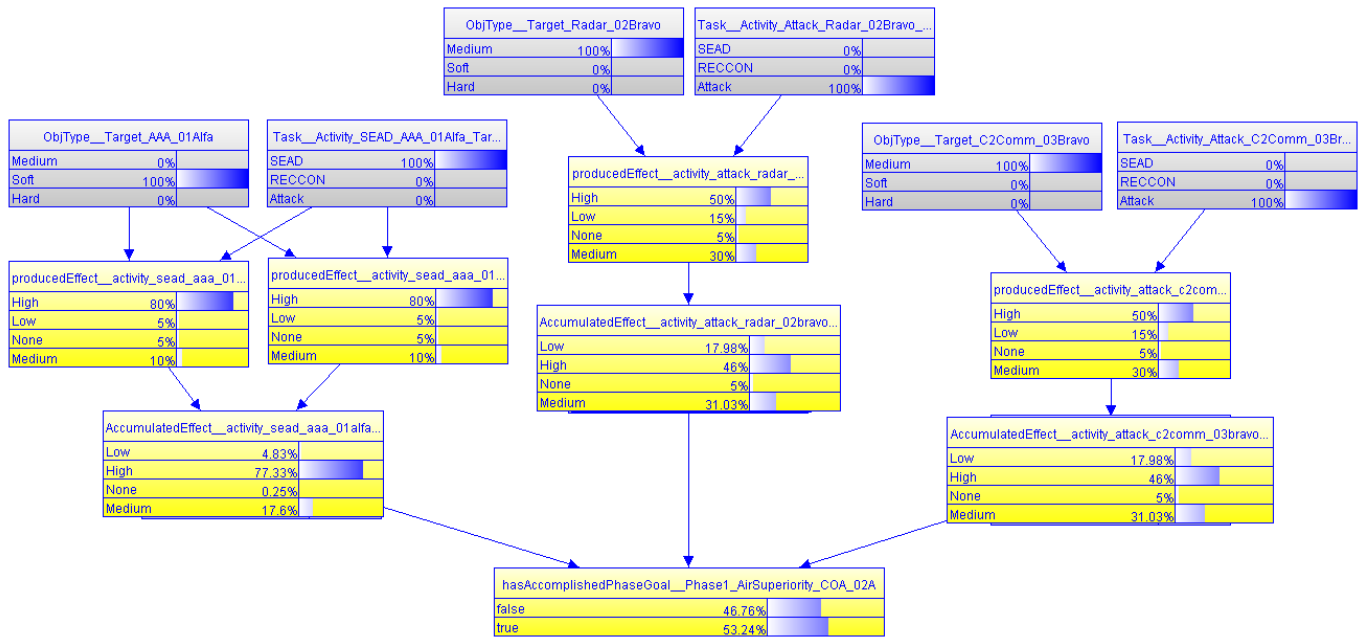 ObjType__Target_Radar_02Bravo
Medium 100%
Soft 0%
Hard 0%
Task__Activity_Attack_Radar_02Bravo_...
SEAD 0%
RECCON 0%
Attack 100%
ObjType__Target_AAA_01Alfa
Medium 0%
Soft 100%
Hard 0%
Task__Activity_SEAD_AAA_01Alfa_Tar...
SEAD 100%
RECCON 0%
Attack 0%
ObjType__Target_C2Comm_03Bravo
Medium 100%
Soft 0%
Hard 0%
Task__Activity_Attack_C2Comm_03Br...
SEAD 0%
RECCON 0%
Attack 100%
producedEffect__activity_attack_radar_...
High 50%
Low 15%
None 5%
Medium 30%
producedEffect__activity_sead_aaa_01...
High 80%
Low 5%
None 5%
Medium 10%
producedEffect__activity_sead_aaa_01...
High 80%
Low 5%
None 5%
Medium 10%
producedEffect__activity_attack_c2com...
High 50%
Low 15%
None 5%
Medium 30%
AccumulatedEffect__activity_attack_radar_02bravo...
Low 17.98%
High 46%
None 5%
Medium 31.03%
AccumulatedEffect__activity_sead_aaa_01alfa...
Low 4.83%
High 77.33%
None 0.25%
Medium 17.6%
AccumulatedEffect__activity_attack_c2comm_03bravo...
Low 17.98%
High 46%
None 5%
Medium 31.03%
hasAccomplishedPhaseGoal__Phase1_AirSuperiority_COA_02A
false 46.76%
true 53.24%